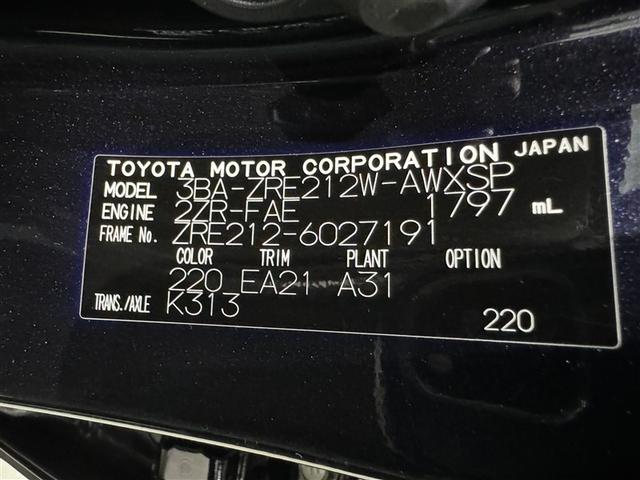 TOYOTA MOTOR CORPORATION JAPAN
MODEL 3BA-ZRE212W-AWXSP
ENGINE 2ZR-FAE 1797 mL
FRAME No. ZRE212-6027191
COLOR TRIM PLANT OPTION
220 EA21 A31
TRANS./AXLE K313
220